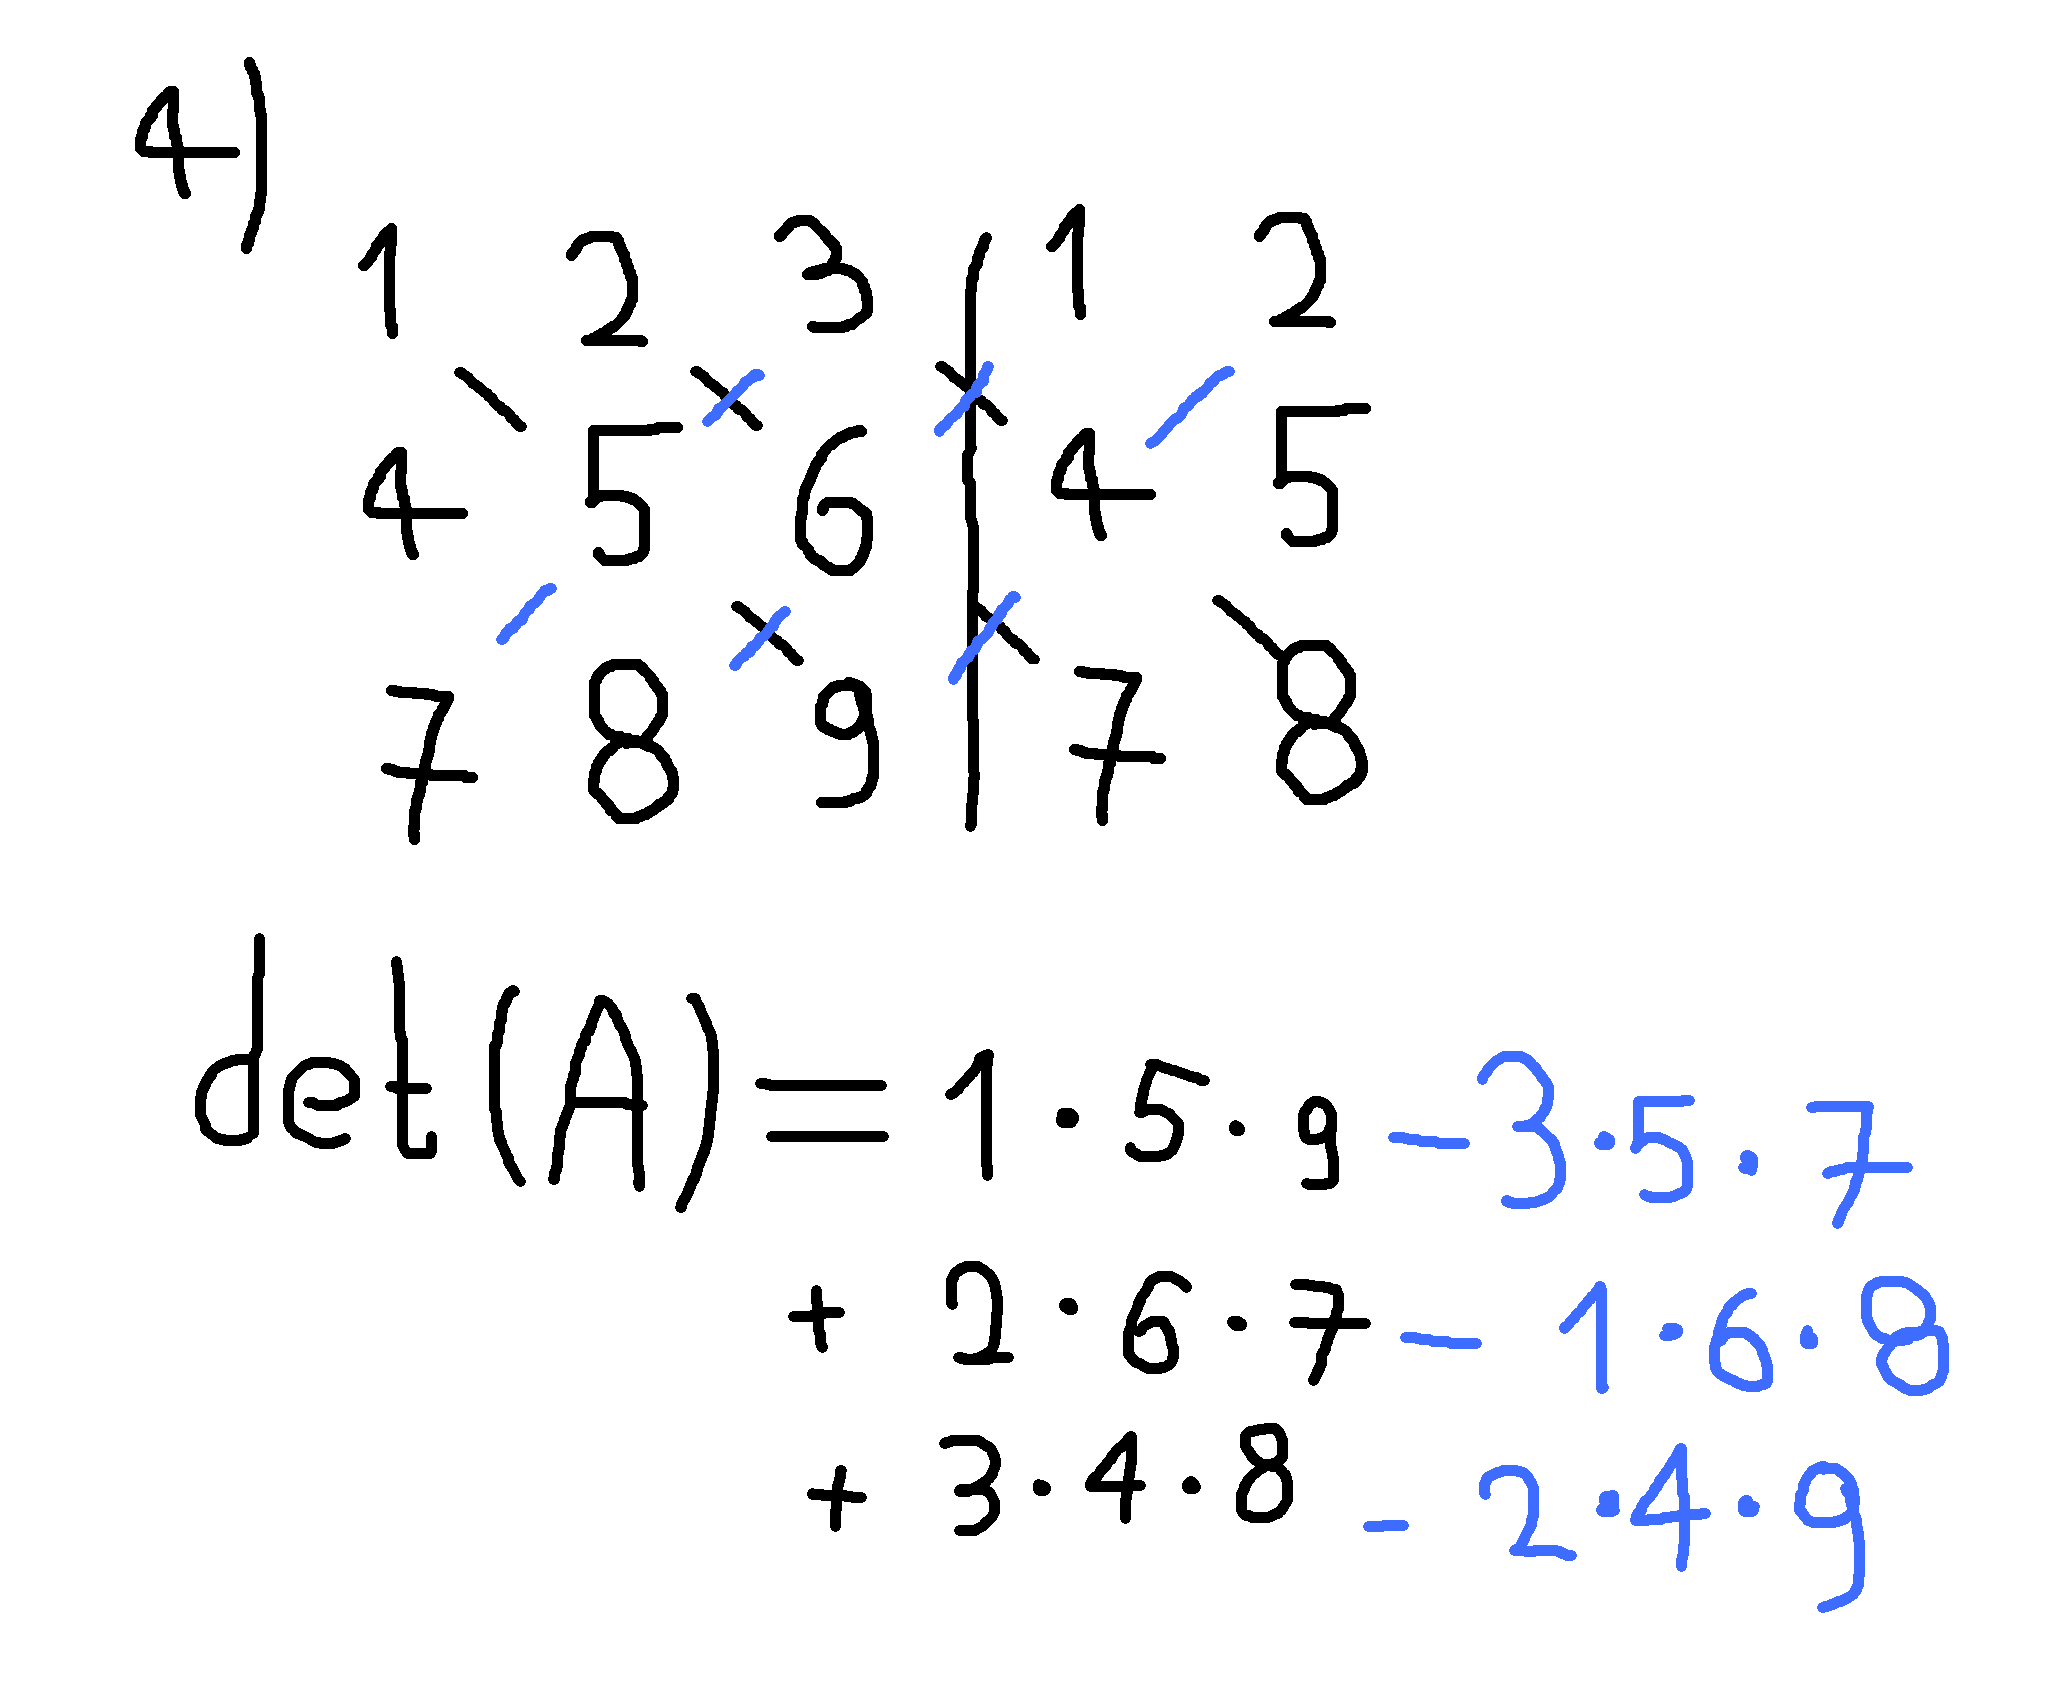 4)
1 2 3 | 1 2
4 5 6 | 4 5
7 8 9 | 7 8
det(A) = 1 · 5 · 9 - 3 · 5 · 7
+ 2 · 6 · 7 - 1 · 6 · 8
+ 3 · 4 · 8 - 2 · 4 · 9